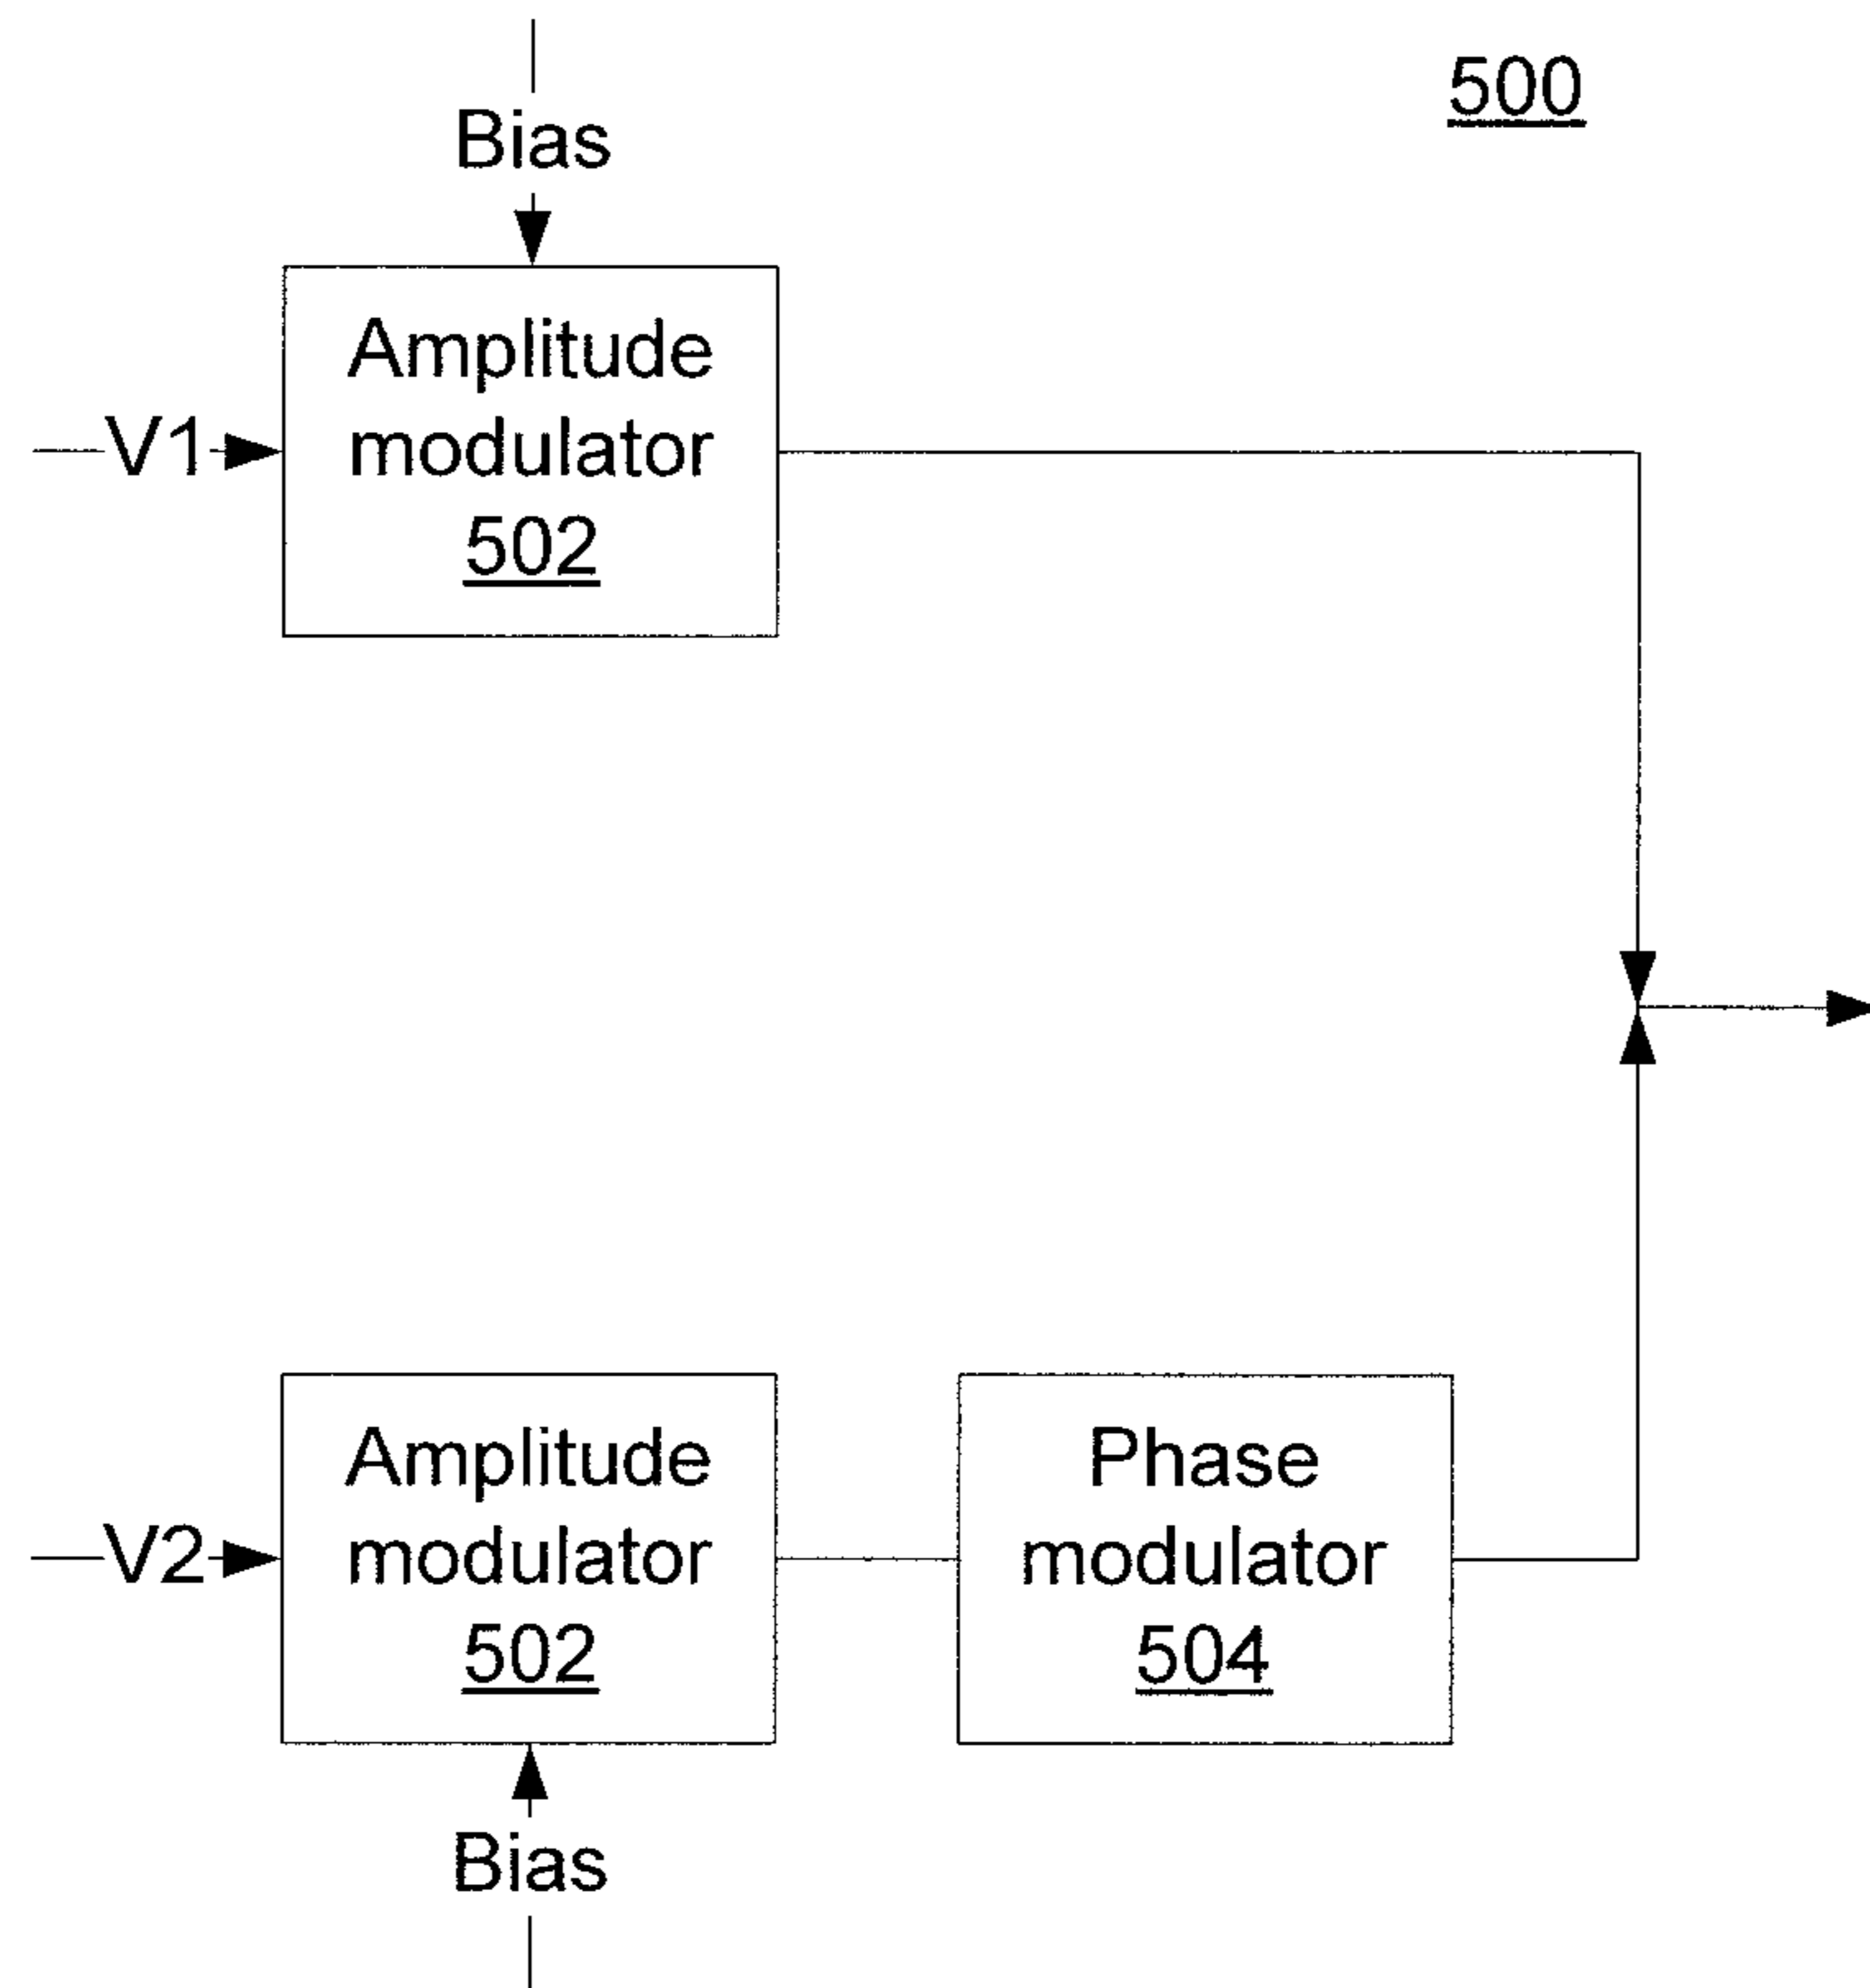 500
Bias
Amplitude
modulator
502
V1
Amplitude
modulator
502
V2
Phase
modulator
504
Bias